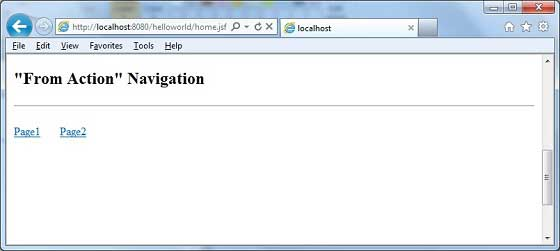 http://localhost:8080/helloworld/home.jsf
localhost
File Edit View Favorites Tools Help
"From Action" Navigation
Page1 Page2